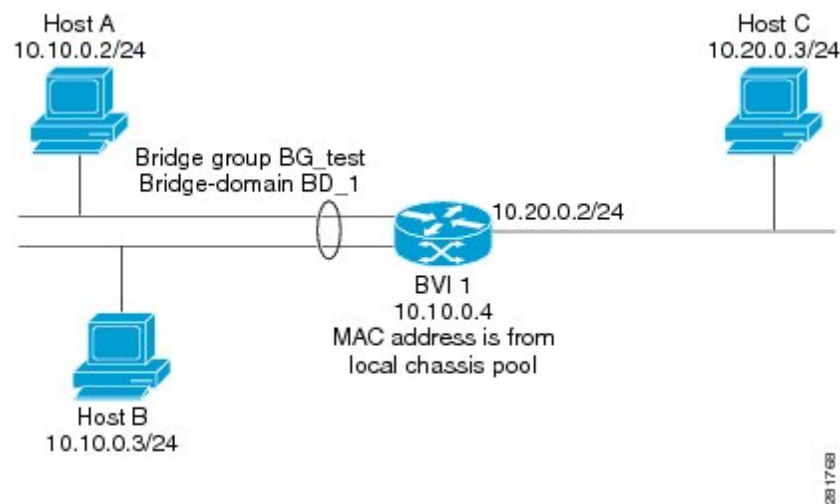 Host A
10.10.0.2/24
Host C
10.20.0.3/24
Bridge group BG_test
Bridge-domain BD_1
10.20.0.2/24
BVI 1
10.10.0.4
MAC address is from
local chassis pool
Host B
10.10.0.3/24
281768